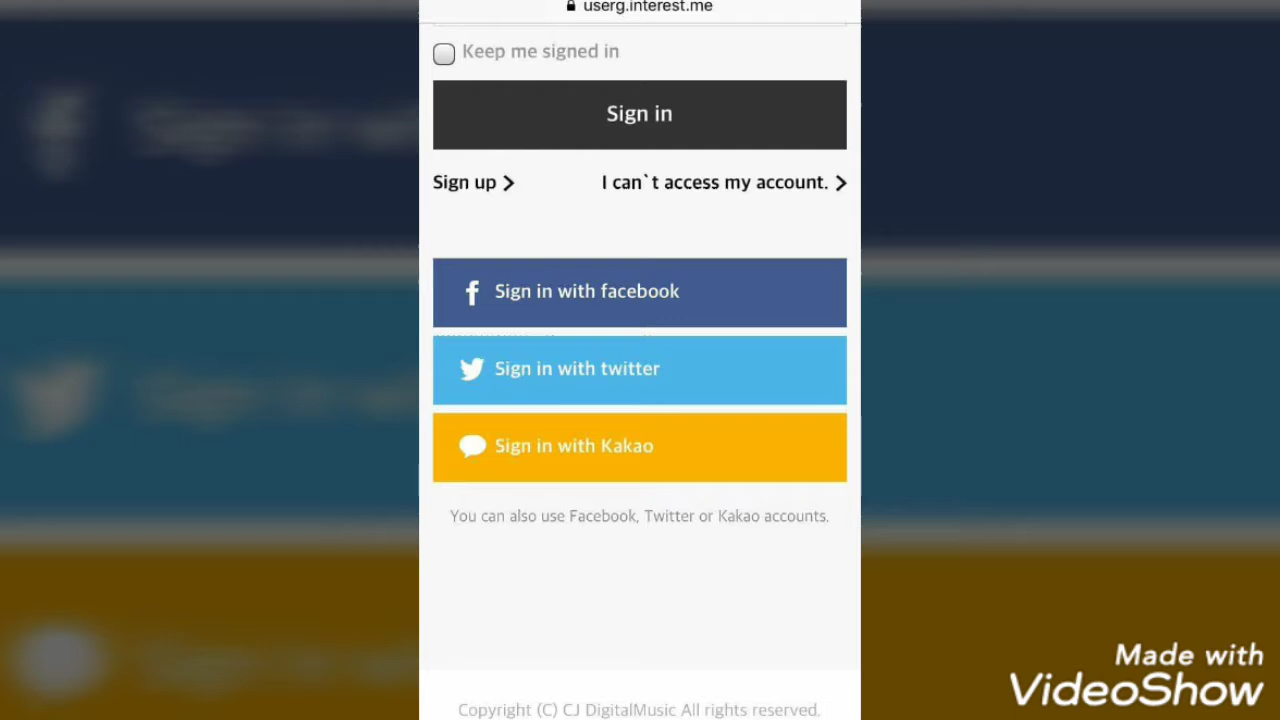 userg.interest.me
Keep me signed in
Sign in
Sign up
I can`t access my account.
Sign in with facebook
Sign in with twitter
Sign in with Kakao
You can also use Facebook, Twitter or Kakao accounts.
Made with
VideoShow
Copyright (C) CJ DigitalMusic All rights reserved.